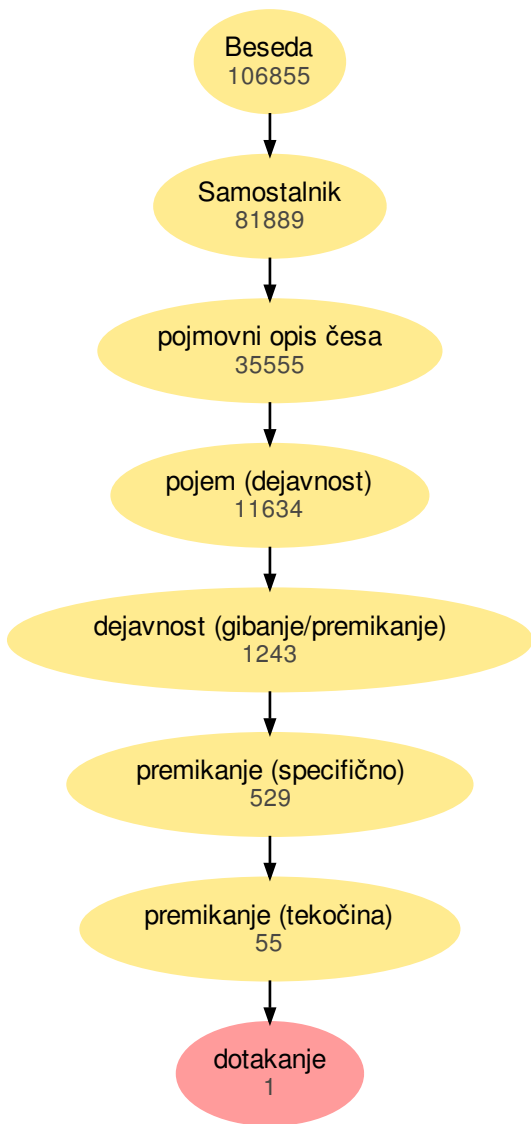 Beseda
106855
Samostalnik
81889
pojmovni opis česa
35555
pojem (dejavnost)
11634
dejavnost (gibanje/premikanje)
1243
premikanje (specifično)
529
premikanje (tekočina)
55
dotakanje
1